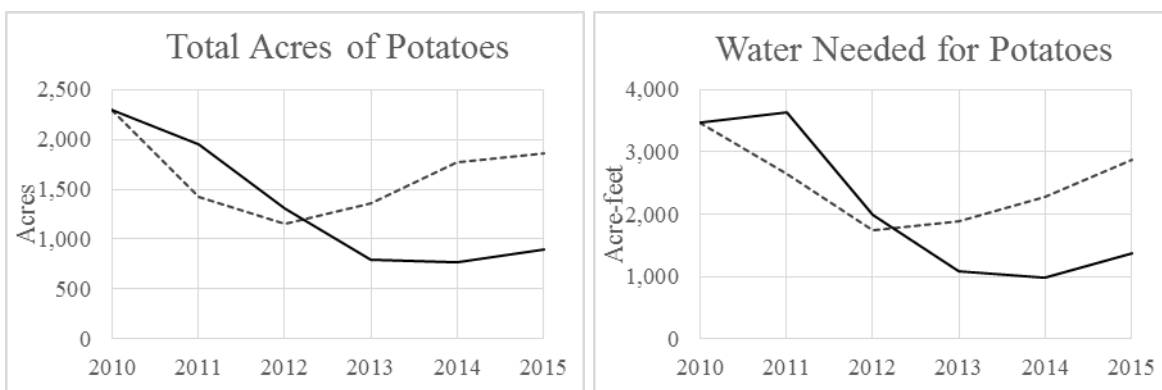 Total Acres of Potatoes
2,500
2,000
1,500
1,000
500
0
Acres
2010 2011 2012 2013 2014 2015
Water Needed for Potatoes
4,000
3,000
2,000
1,000
0
Acre-feet
2010 2011 2012 2013 2014 2015